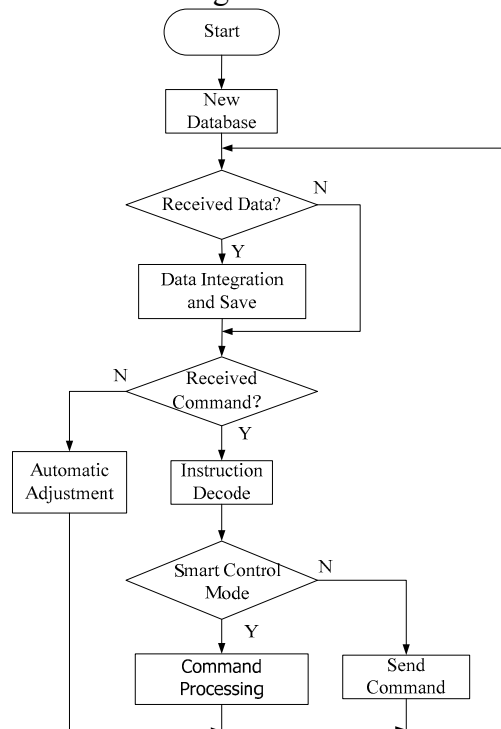 Start
New
Database
N
Received Data?
Y
Data Integration
and Save
N
Received
Command?
Y
Automatic
Adjustment
Instruction
Decode
Smart Control
Mode
N
Y
Command
Processing
Send
Command